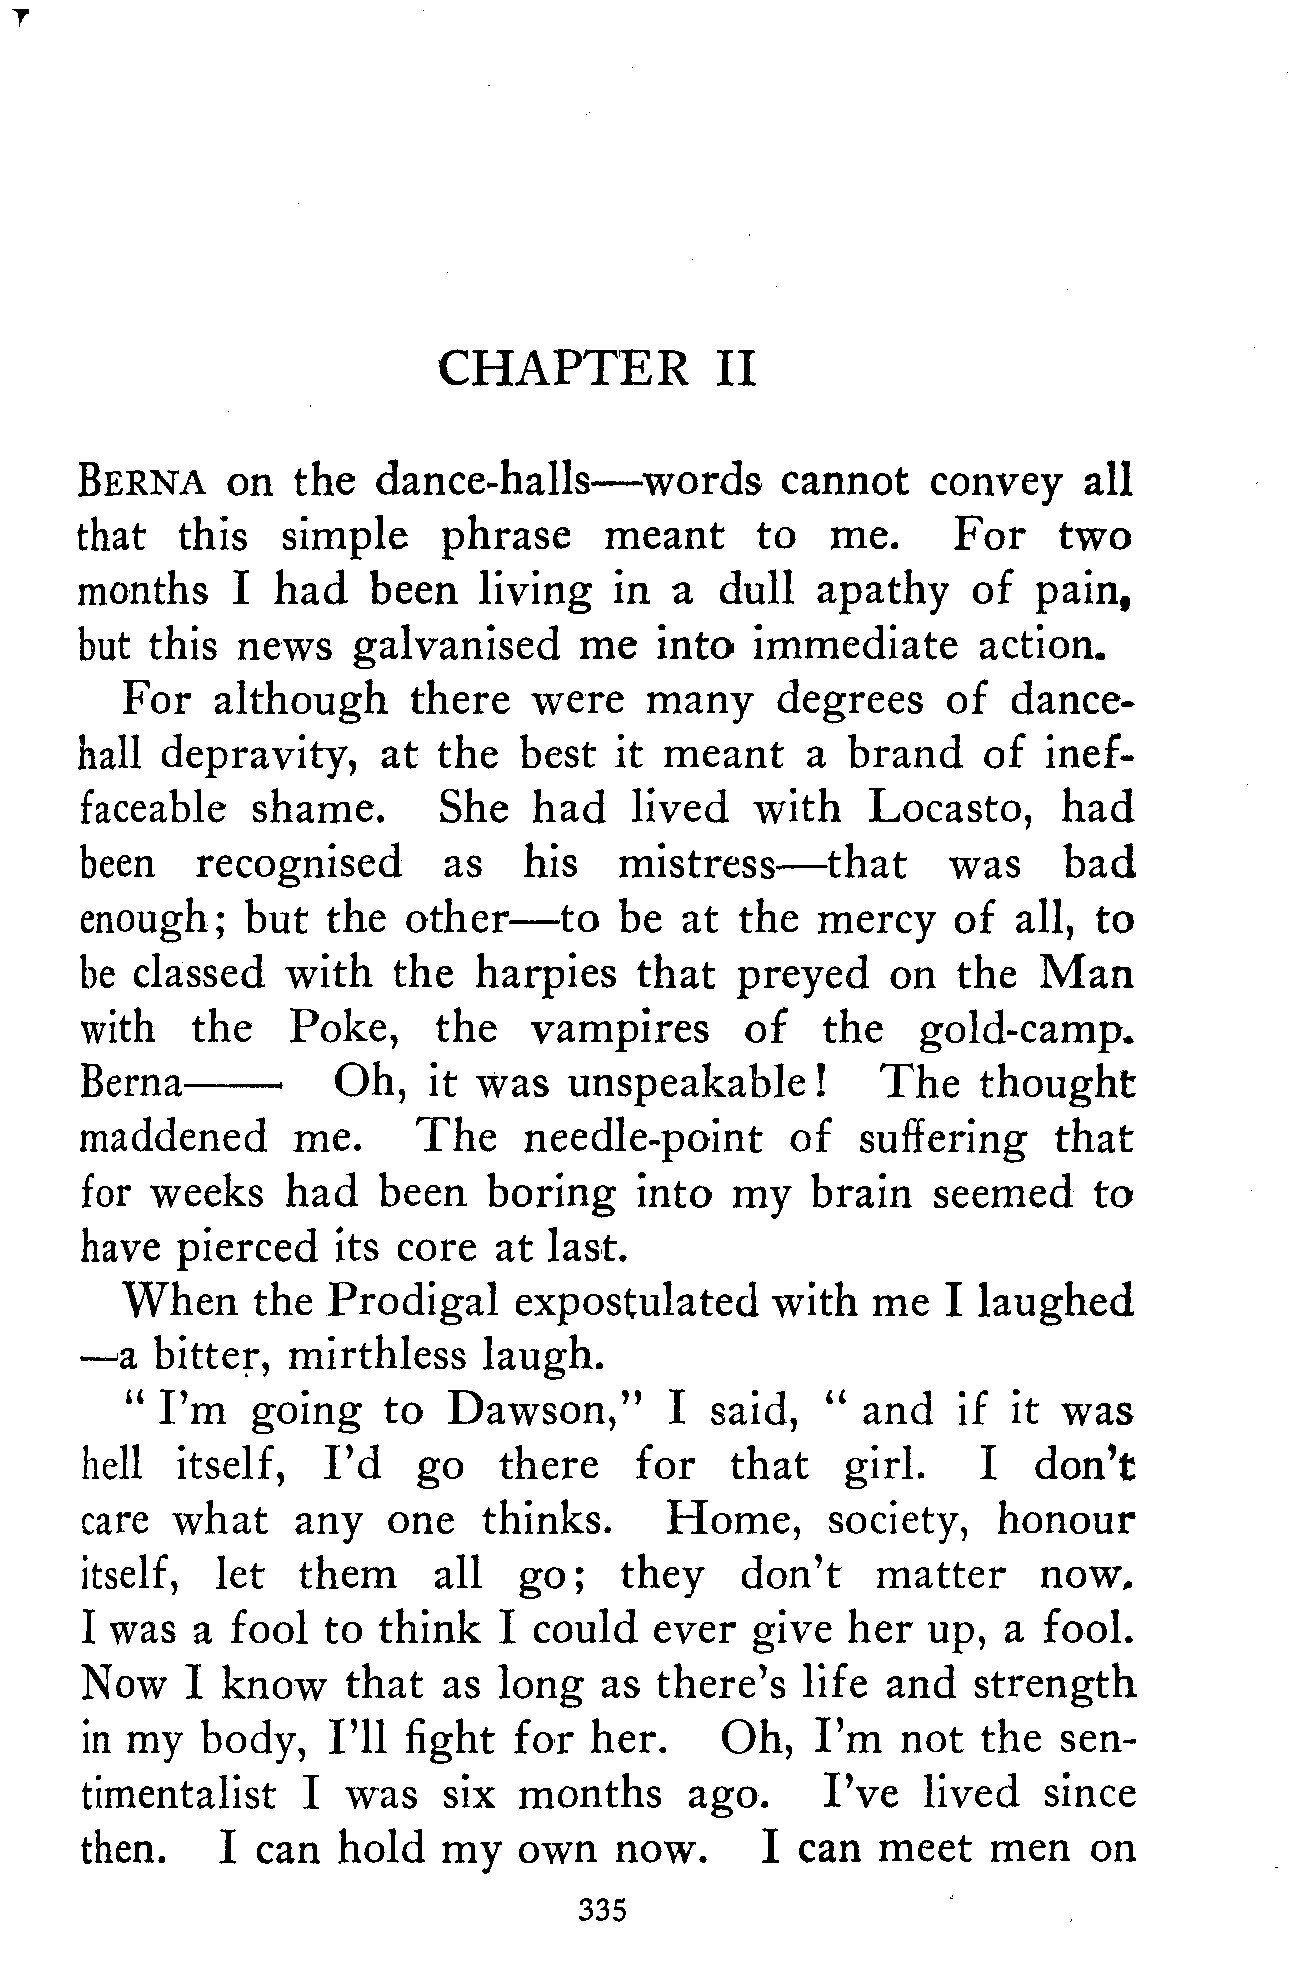 CHAPTER II
BERNA on the dance-halls—words cannot convey all
that this simple phrase meant to me. For two
months I had been living in a dull apathy of pain,
but this news galvanised me into immediate action.
For although there were many degrees of dance-
hall depravity, at the best it meant a brand of inef-
faceable shame. She had lived with Locasto, had
been recognised as his mistress—that was bad
enough; but the other—to be at the mercy of all, to
be classed with the harpies that preyed on the Man
with the Poke, the vampires of the gold-camp.
Berna—— Oh, it was unspeakable! The thought
maddened me. The needle-point of suffering that
for weeks had been boring into my brain seemed to
have pierced its core at last.
When the Prodigal expostulated with me I laughed
—a bitter, mirthless laugh.
" I'm going to Dawson," I said, " and if it was
hell itself, I'd go there for that girl. I don't
care what any one thinks. Home, society, honour
itself, let them all go; they don't matter now.
I was a fool to think I could ever give her up, a fool.
Now I know that as long as there's life and strength
in my body, I'll fight for her. Oh, I'm not the sen-
timentalist I was six months ago. I've lived since
then. I can hold my own now. I can meet men on
335